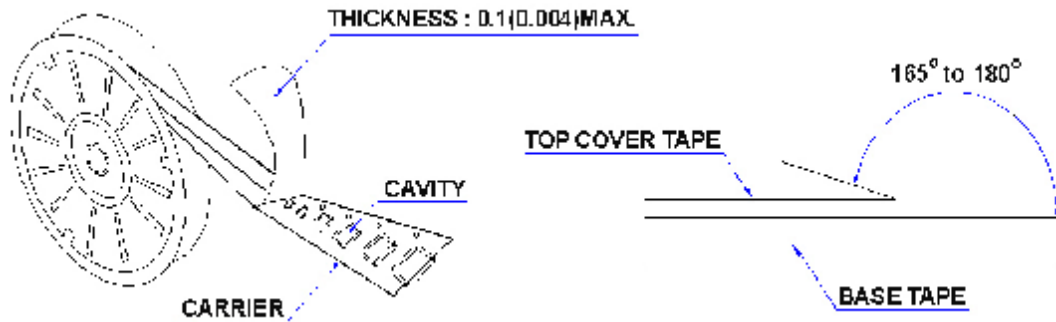 THICKNESS : 0.1(0.004)MAX.
165° to 180°
TOP COVER TAPE
CAVITY
CARRIER
BASE TAPE